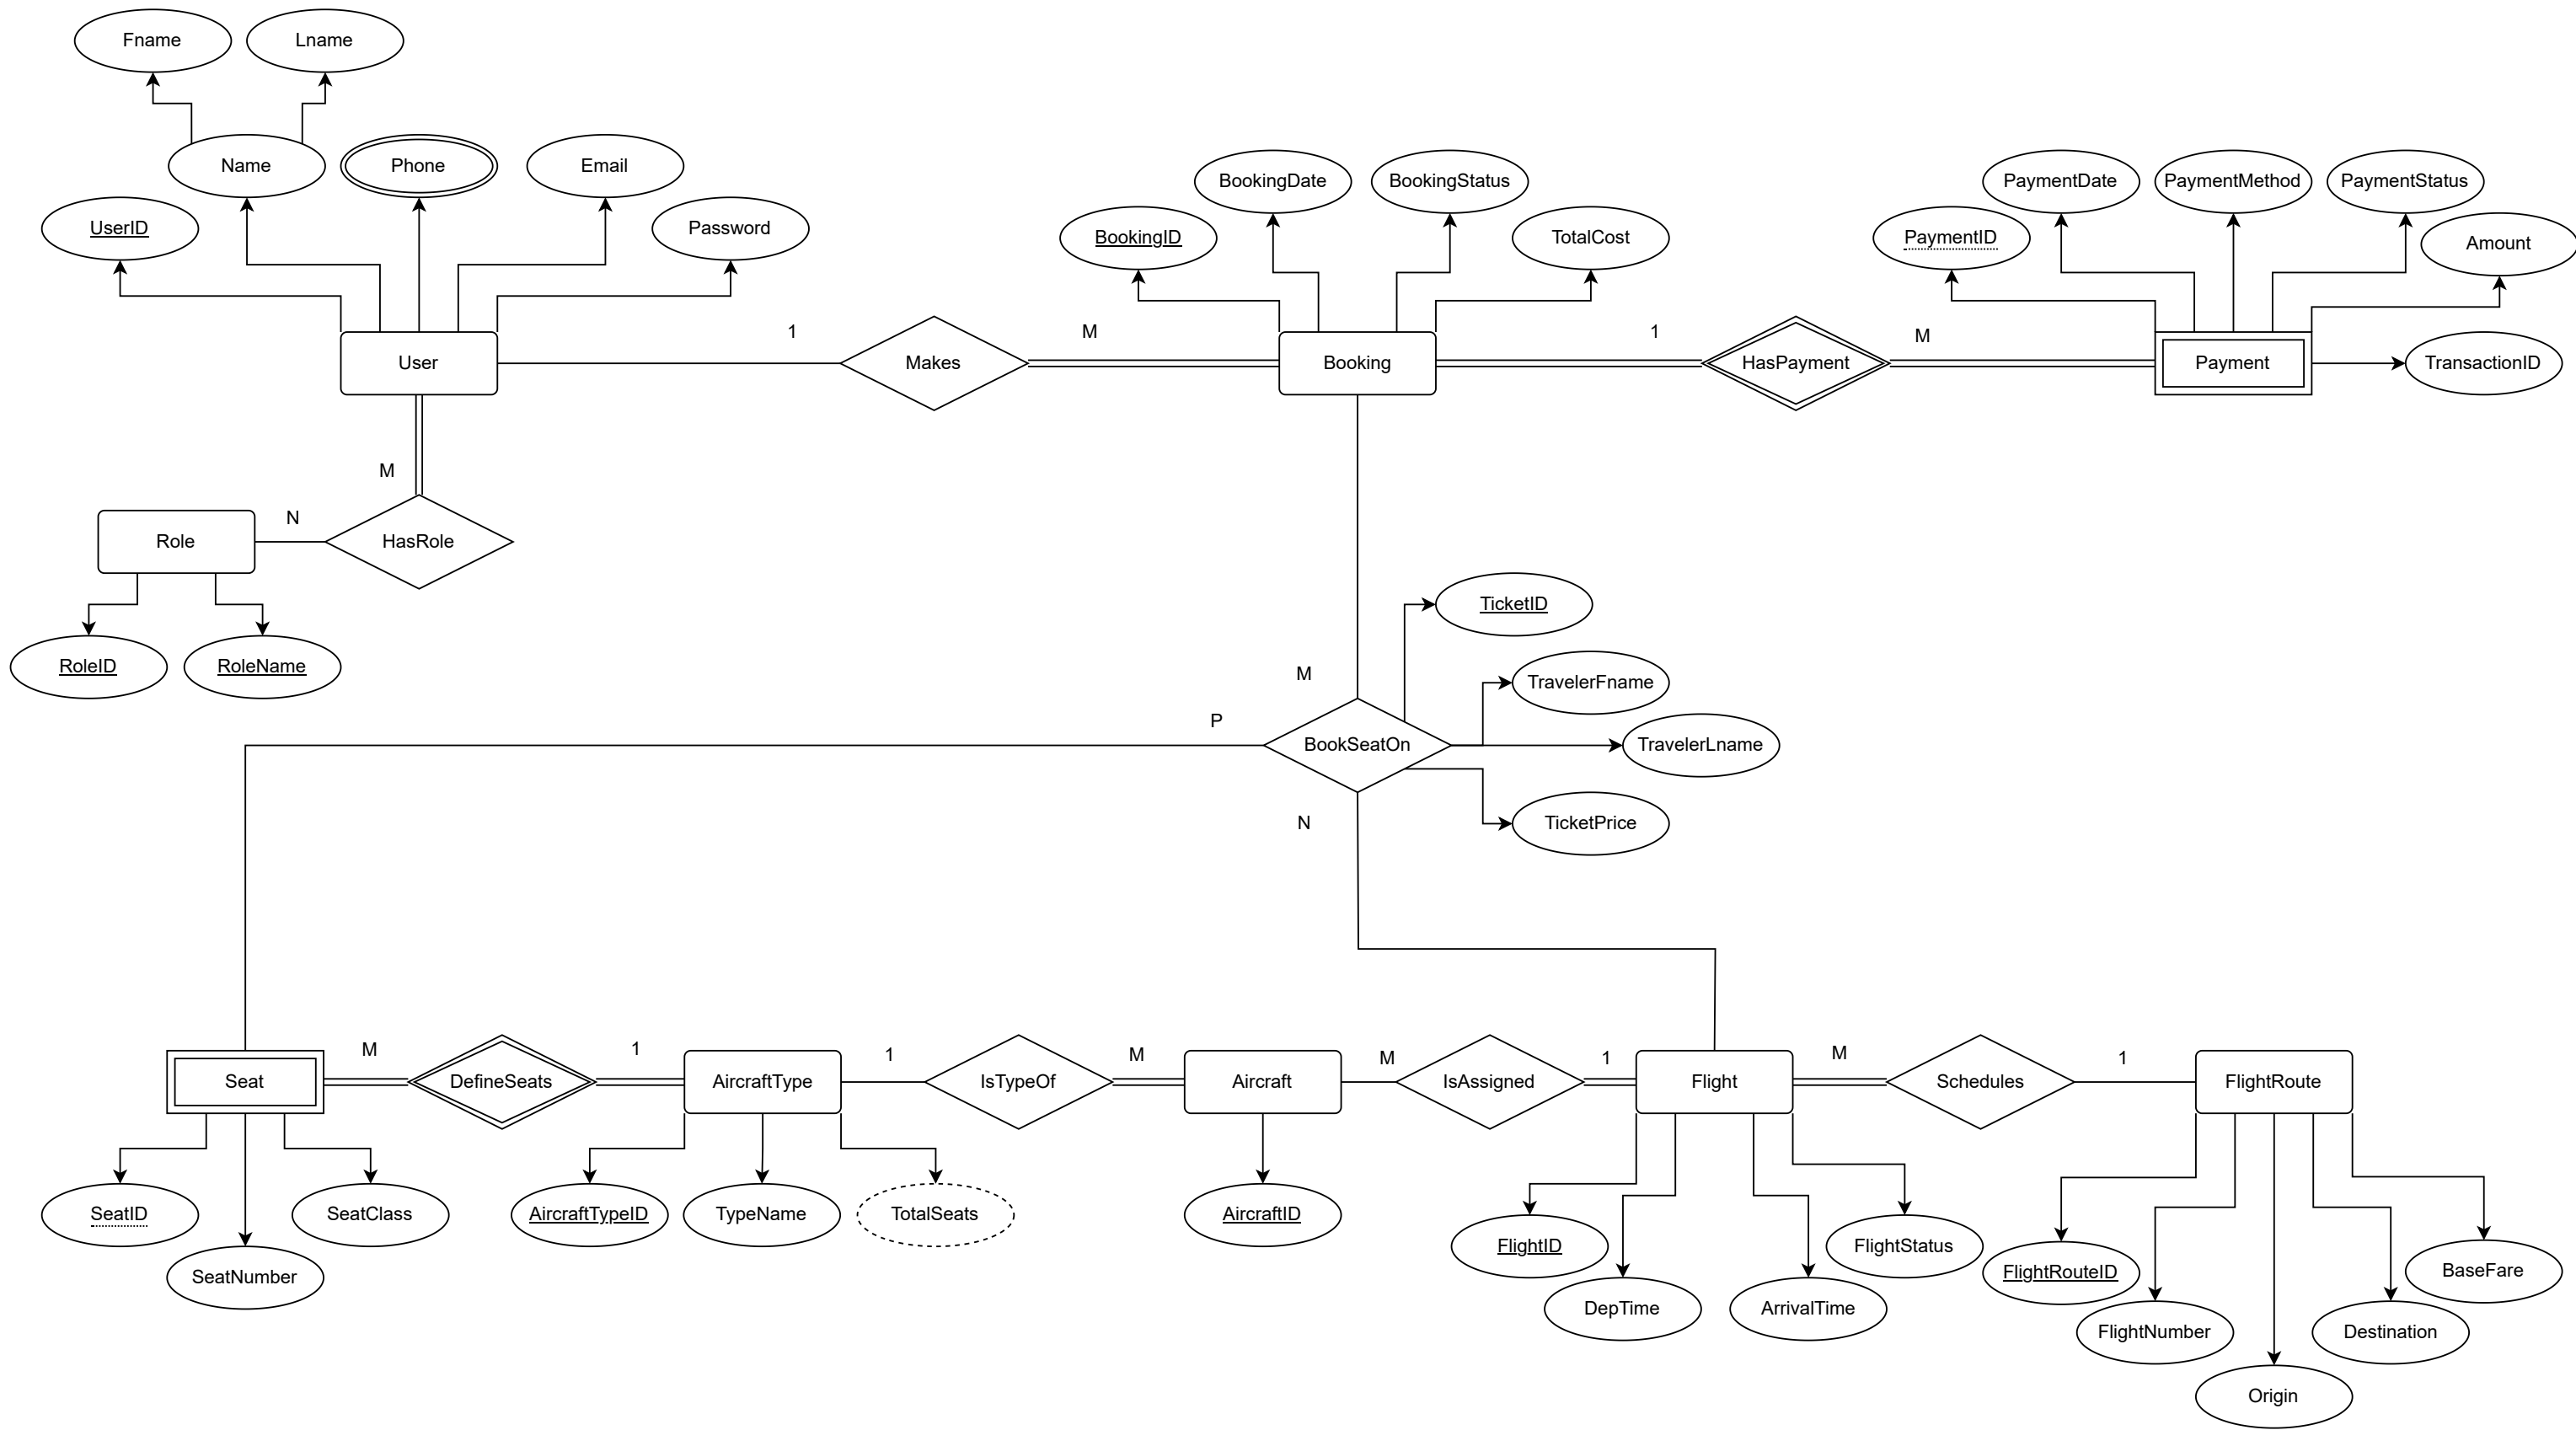 Fname
Lname
Name
Phone
Email
UserID
Password
BookingDate
BookingStatus
BookingID
TotalCost
PaymentDate
PaymentMethod
PaymentStatus
PaymentID
Amount
1
M
1
M
User
Makes
Booking
HasPayment
Payment
TransactionID
M
N
Role
HasRole
RoleID
RoleName
TicketID
M
TravelerFname
P
BookSeatOn
TravelerLname
N
TicketPrice
M
1
1
M
M
1
M
1
Seat
DefineSeats
AircraftType
IsTypeOf
Aircraft
IsAssigned
Flight
Schedules
FlightRoute
SeatID
SeatClass
AircraftTypeID
TypeName
TotalSeats
AircraftID
SeatNumber
FlightID
FlightStatus
FlightRouteID
BaseFare
DepTime
ArrivalTime
FlightNumber
Destination
Origin